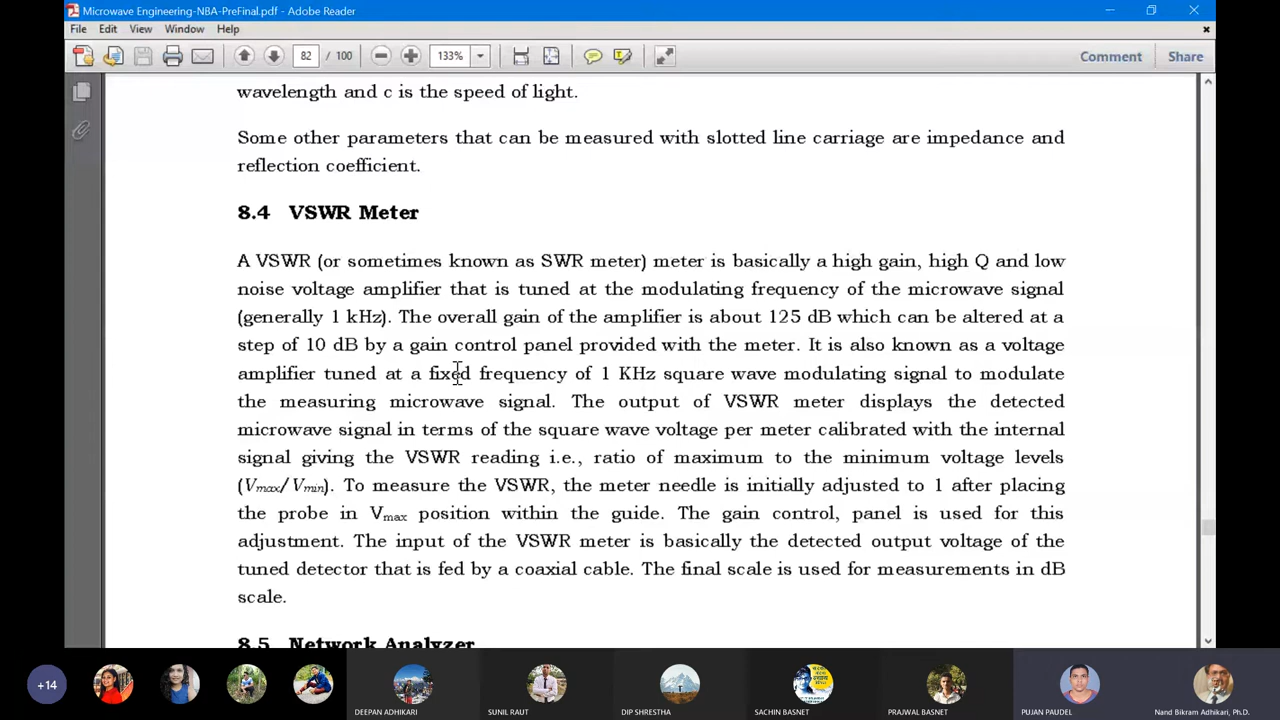 Microwave Engineering-NBA-PreFinal.pdf - Adobe Reader
File Edit View Window Help
82 / 100 133% Comment Share
wavelength and c is the speed of light.
Some other parameters that can be measured with slotted line carriage are impedance and
reflection coefficient.
8.4 VSWR Meter
A VSWR (or sometimes known as SWR meter) meter is basically a high gain, high Q and low
noise voltage amplifier that is tuned at the modulating frequency of the microwave signal
(generally 1 kHz). The overall gain of the amplifier is about 125 dB which can be altered at a
step of 10 dB by a gain control panel provided with the meter. It is also known as a voltage
amplifier tuned at a fixed frequency of 1 KHz square wave modulating signal to modulate
the measuring microwave signal. The output of VSWR meter displays the detected
microwave signal in terms of the square wave voltage per meter calibrated with the internal
signal giving the VSWR reading i.e., ratio of maximum to the minimum voltage levels
(Vmax/Vmin). To measure the VSWR, the meter needle is initially adjusted to 1 after placing
the probe in Vmax position within the guide. The gain control, panel is used for this
adjustment. The input of the VSWR meter is basically the detected output voltage of the
tuned detector that is fed by a coaxial cable. The final scale is used for measurements in dB
scale.
8.5 Network Analyzer
+14
DEEPAN ADHIKARI SUNIL RAUT DIP SHRESTHA SACHIN BASNET PRAJWAL BASNET PUJAN PAUDEL Nand Bikram Adhikari, Ph.D.